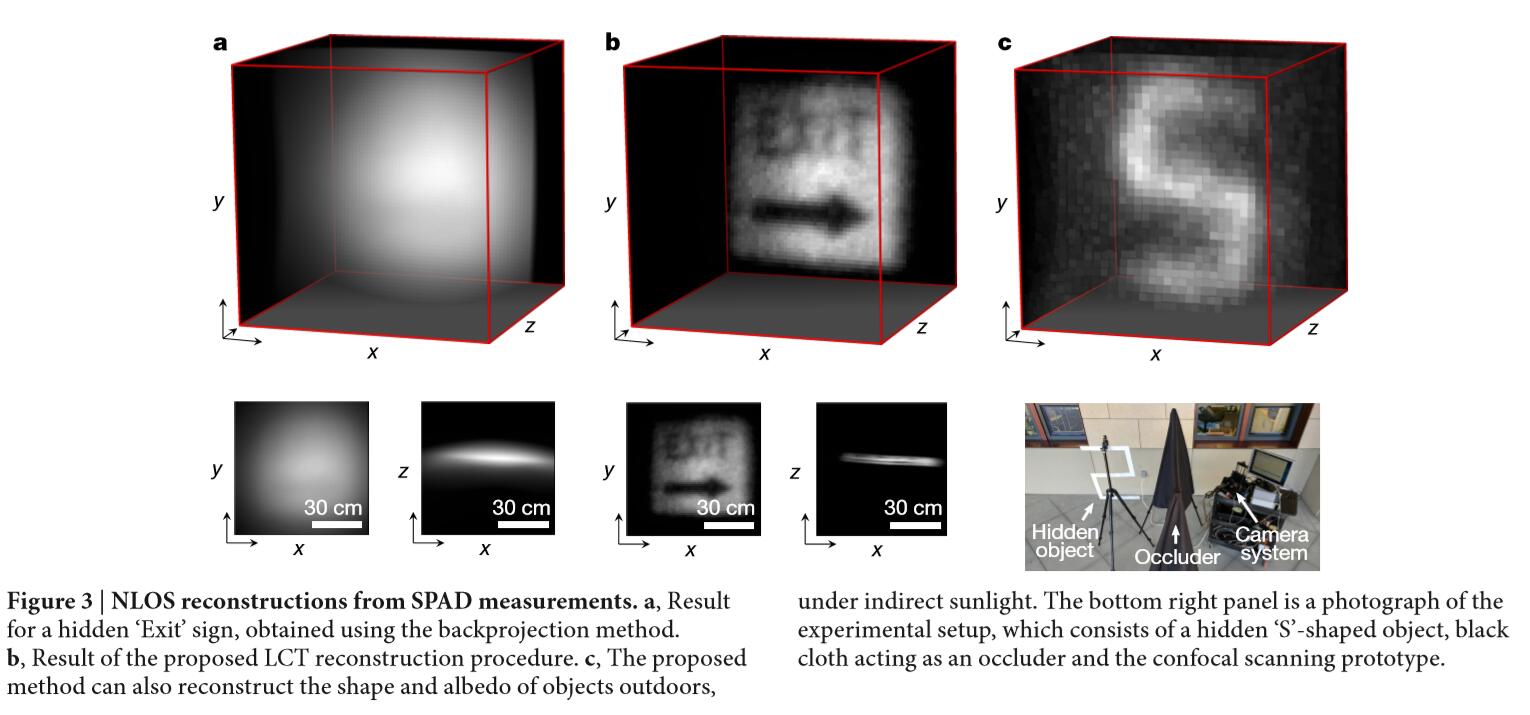 a
b
c
y
z
x
y
z
x
y
z
x
y
30 cm
x
z
30 cm
x
y
Exit
30 cm
x
z
30 cm
x
Hidden
object
Occluder
Camera
system
Figure 3 | NLOS reconstructions from SPAD measurements. a, Result
for a hidden ‘Exit’ sign, obtained using the backprojection method.
b, Result of the proposed LCT reconstruction procedure. c, The proposed
method can also reconstruct the shape and albedo of objects outdoors,
under indirect sunlight. The bottom right panel is a photograph of the
experimental setup, which consists of a hidden ‘S’-shaped object, black
cloth acting as an occluder and the confocal scanning prototype.